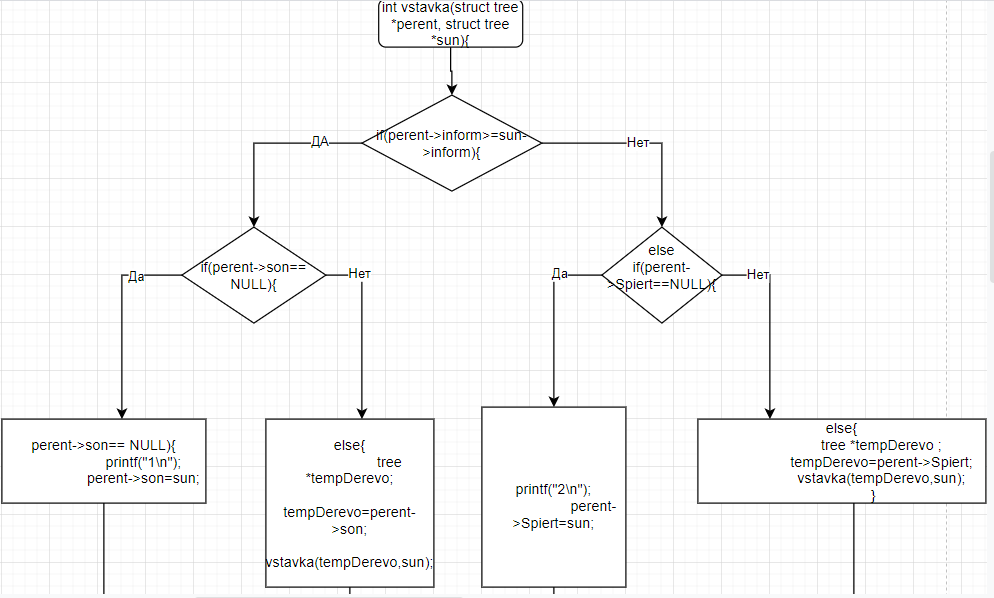 int vstavka(struct tree
*perent, struct tree
*sun){
if(perent->inform>=sun-
>inform){
ДА
Нет
if(perent->son==
NULL){
Да
Нет
else
if(perent-
>Spiert==NULL){
Да
Нет
perent->son== NULL){
printf("1\n");
perent->son=sun;
else{
tree
*tempDerevo;
tempDerevo=perent-
>son;
vstavka(tempDerevo,sun);
printf("2\n");
perent-
>Spiert=sun;
else{
tree *tempDerevo ;
tempDerevo=perent->Spiert;
vstavka(tempDerevo,sun);
}